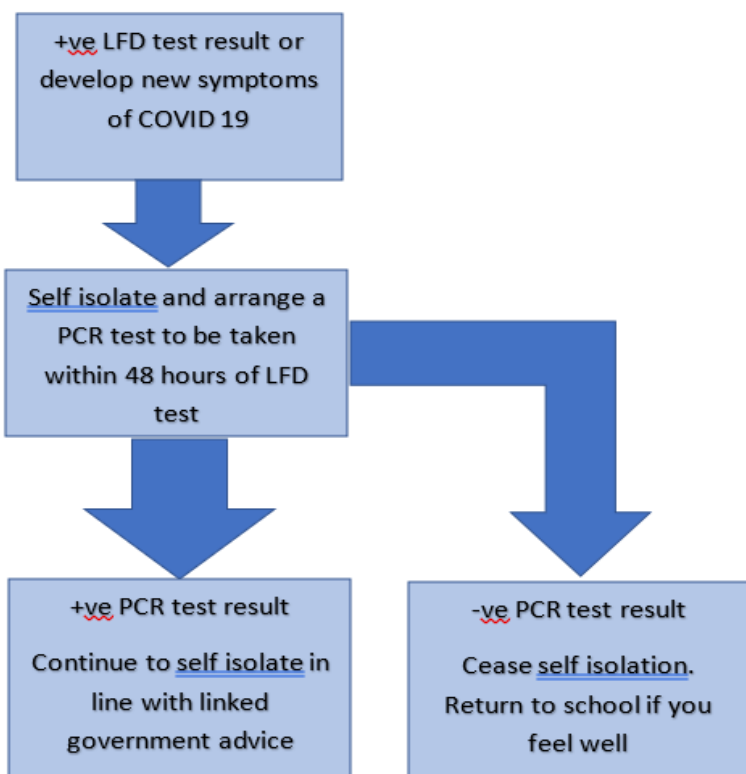 +ve LFD test result or
develop new symptoms
of COVID 19
Self isolate and arrange a
PCR test to be taken
within 48 hours of LFD
test
+ve PCR test result
Continue to self isolate in
line with linked
government advice
-ve PCR test result
Cease self isolation.
Return to school if you
feel well